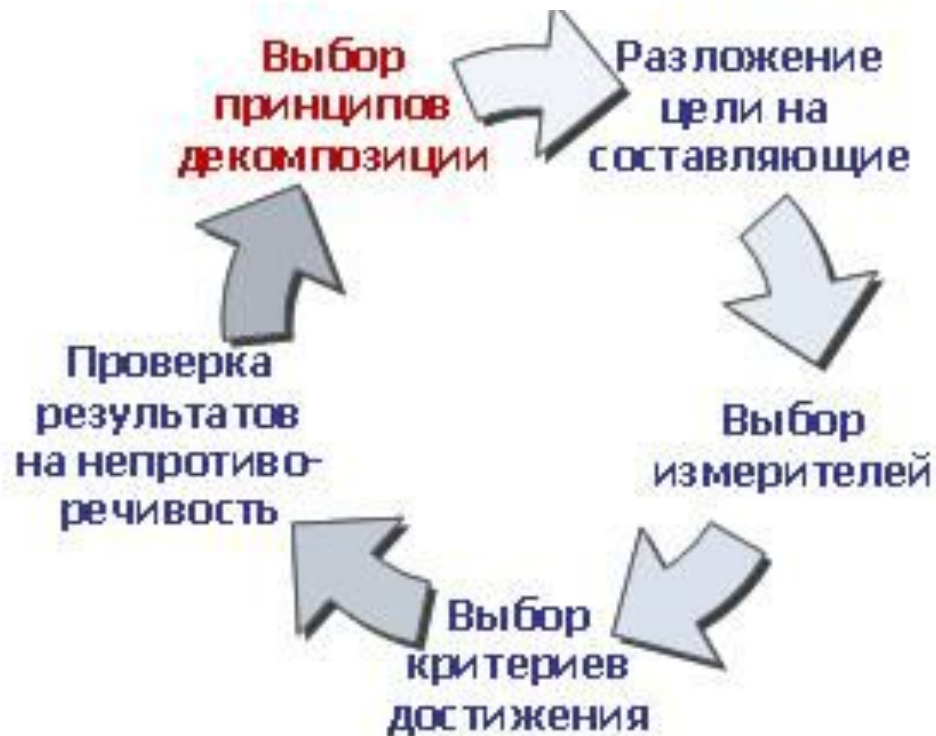 Выбор
принципов
декомпозиции
Разложение
цели на
составляющие
Выбор
измерителей
Выбор
критериев
достижения
Проверка
результатов
на непротиво-
речивость